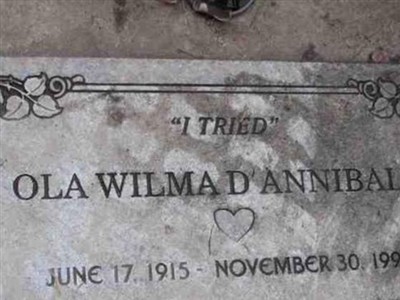 "I TRIED"
OLA WILMA D'ANNIBAL
JUNE 17, 1915 - NOVEMBER 30, 199